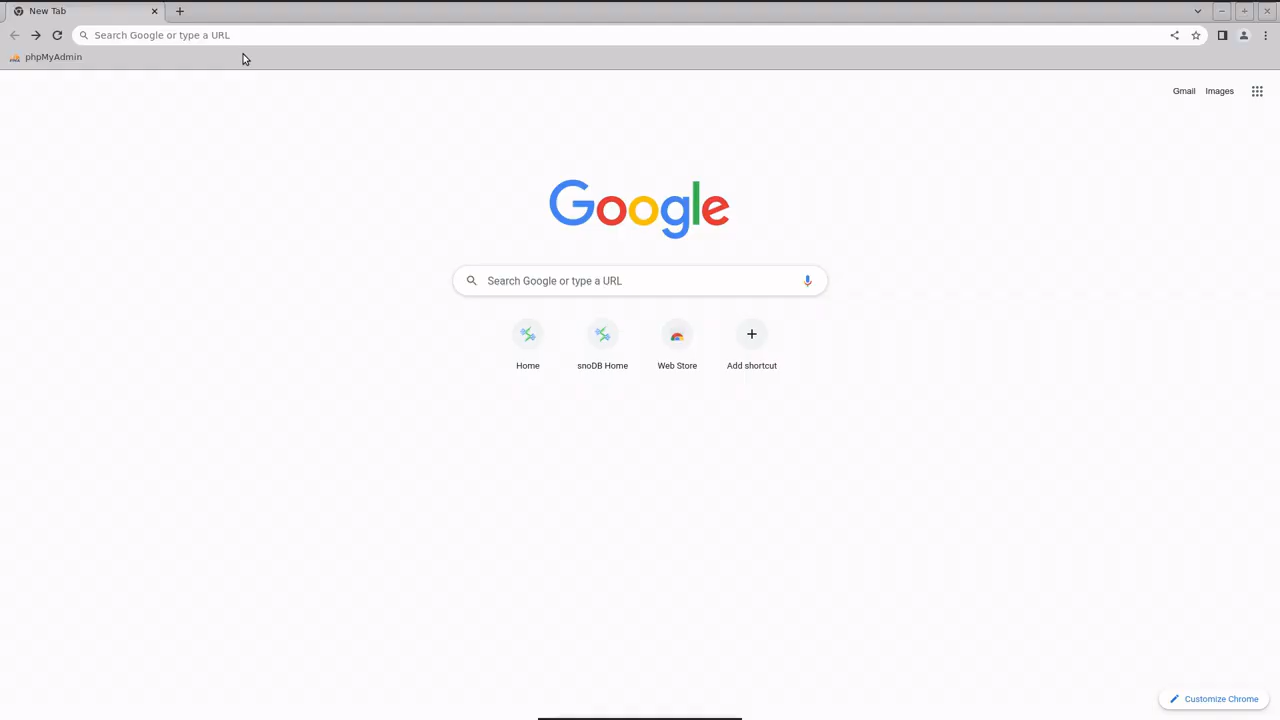 New Tab
Search Google or type a URL
phpMyAdmin
Gmail Images
Google
Search Google or type a URL
Home snoDB Home Web Store Add shortcut
Customize Chrome